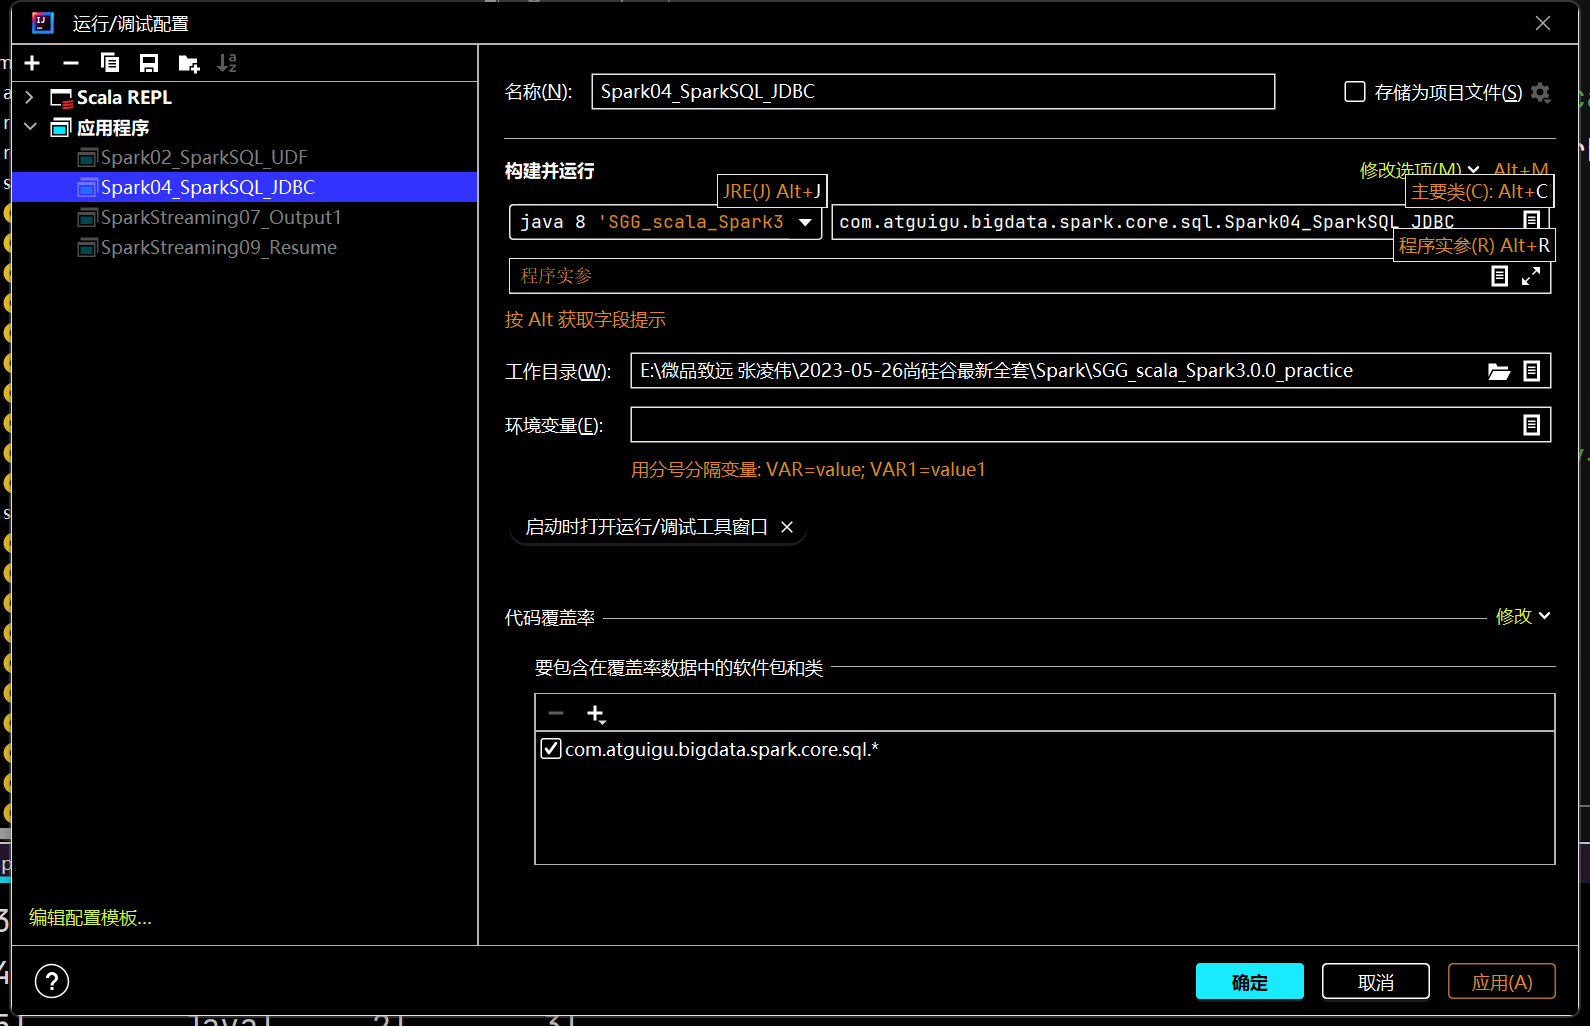 运行/调试配置
Scala REPL
应用程序
Spark02_SparkSQL_UDF
Spark04_SparkSQL_JDBC
SparkStreaming07_Output1
SparkStreaming09_Resume
编辑配置模板...
名称(N): Spark04_SparkSQL_JDBC 存储为项目文件(S)
构建并运行 修改选项(M) Alt+M
JRE(J) Alt+J 主要类(C): Alt+C
java 8 'SGG_scala_Spark3 com.atguigu.bigdata.spark.core.sql.Spark04_SparkSQL_JDBC
程序实参(R) Alt+R
程序实参
按 Alt 获取字段提示
工作目录(W): E:\微品致远 张凌伟\2023-05-26尚硅谷最新全套\Spark\SGG_scala_Spark3.0.0_practice
环境变量(E):
用分号分隔变量: VAR=value; VAR1=value1
启动时打开运行/调试工具窗口
代码覆盖率 修改
要包含在覆盖率数据中的软件包和类
com.atguigu.bigdata.spark.core.sql.*
? 确定 取消 应用(A)